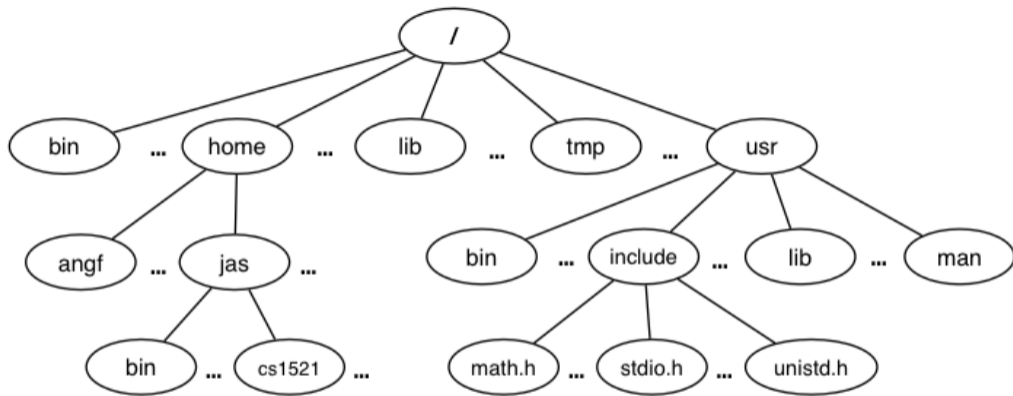 /
bin ... home ... lib ... tmp ... usr
angf ... jas ... bin ... include ... lib ... man
bin ... cs1521 ... math.h ... stdio.h ... unistd.h